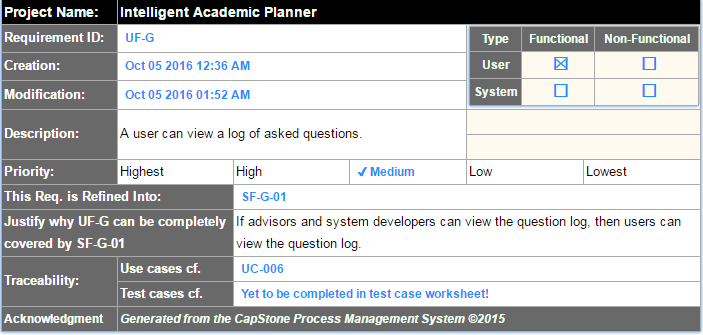 Project Name: Intelligent Academic Planner
Requirement ID: UF-G
Type Functional Non-Functional
Creation: Oct 05 2016 12:36 AM
User ☒ ☐
Modification: Oct 05 2016 01:52 AM
System ☐ ☐
Description: A user can view a log of asked questions.
Priority: Highest High ✓Medium Low Lowest
This Req. is Refined Into: SF-G-01
Justify why UF-G can be completely
covered by SF-G-01
If advisors and system developers can view the question log, then users can
view the question log.
Traceability:
Use cases cf. UC-006
Test cases cf. Yet to be completed in test case worksheet!
Acknowledgment Generated from the CapStone Process Management System ©2015